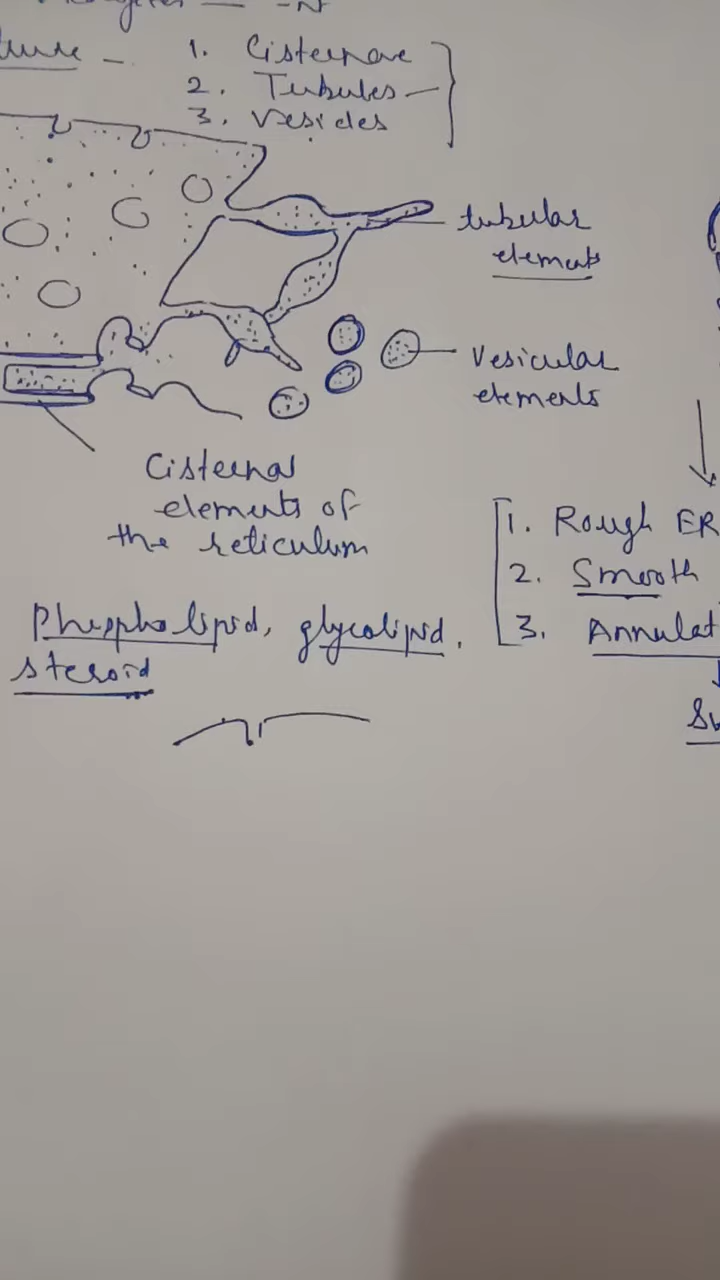 1. Cisternae
2. Tubules
3. Vesicles
tubular
elements
Vesicular
elements
Cisternal
elements of
the reticulum
1. Rough ER
2. Smooth
3. Annulat
Phospholipid, glycolipid.
steroid